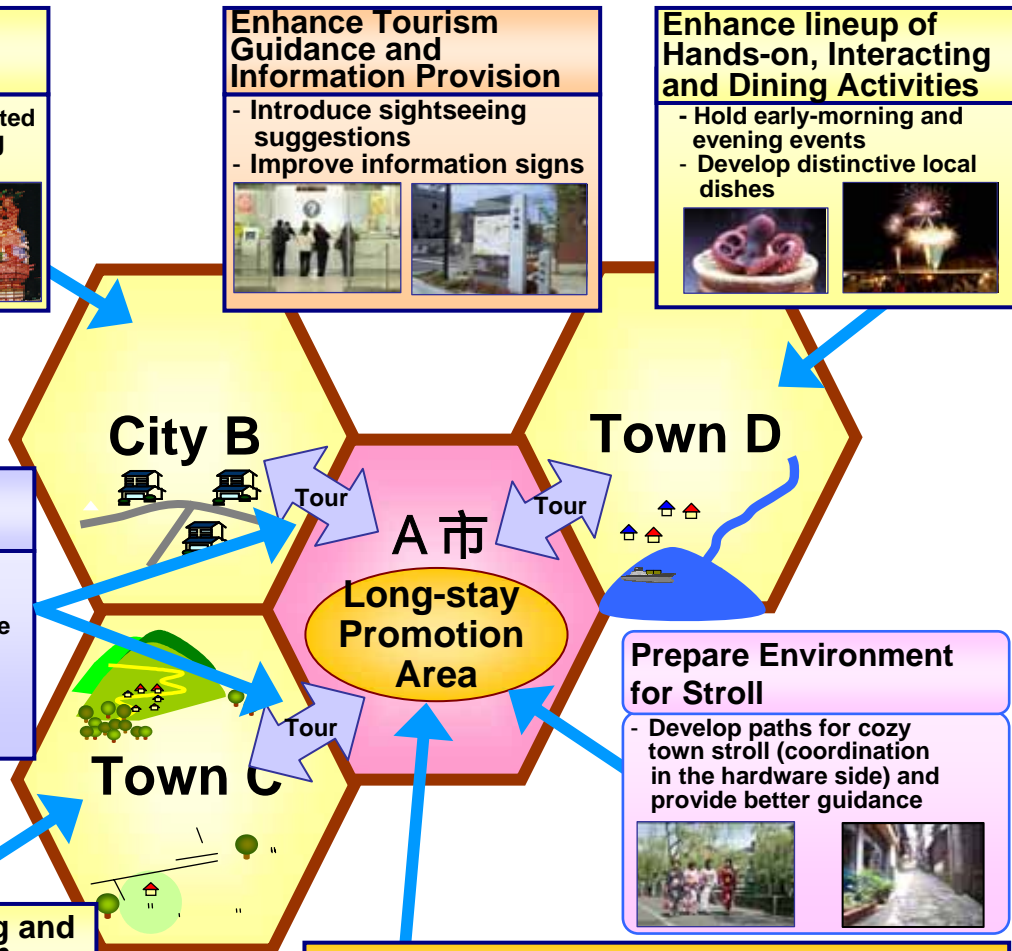 Enhance Tourism
Guidance and
Information Provision
- Introduce sightseeing
suggestions
- Improve information signs
Enhance lineup of
Hands-on, Interacting
and Dining Activities
- Hold early-morning and
evening events
- Develop distinctive local
dishes
City B
Tour
A市
Tour
Town D
Long-stay
Promotion
Area
Tour
Town C
Prepare Environment
for Stroll
- Develop paths for cozy
town stroll (coordination
in the hardware side) and
provide better guidance
and